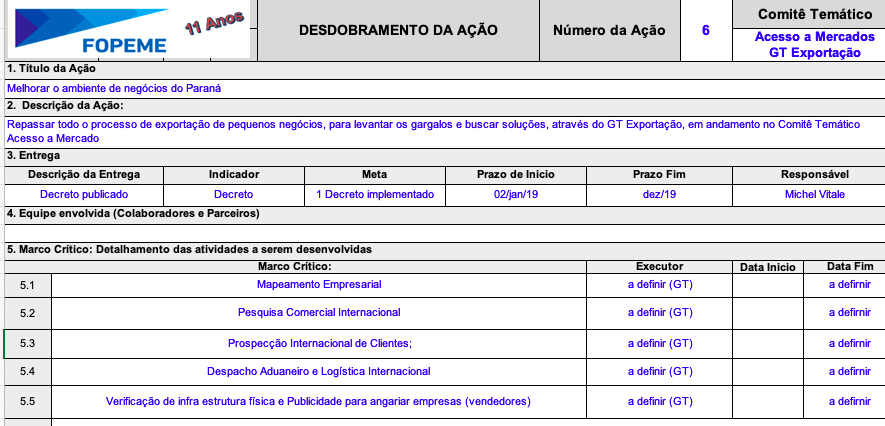 FOPEME
11 Anos
DESDOBRAMENTO DA AÇÃO
Número da Ação
6
Comitê Temático
Acesso a Mercados
GT Exportação
1. Título da Ação
Melhorar o ambiente de negócios do Paraná
2. Descrição da Ação:
Repassar todo o processo de exportação de pequenos negócios, para levantar os gargalos e buscar soluções, através do GT Exportação, em andamento no Comitê Temático
Acesso a Mercado
3. Entrega
Descrição da Entrega Indicador Meta Prazo de Inicio Prazo Fim Responsável
Decreto publicado Decreto 1 Decreto implementado 02/jan/19 dez/19 Michel Vitale
4. Equipe envolvida (Colaboradores e Parceiros)
5. Marco Crítico: Detalhamento das atividades a serem desenvolvidas
Marco Crítico: Executor Data Inicio Data Fim
5.1 Mapeamento Empresarial a definir (GT) a defirnir
5.2 Pesquisa Comercial Internacional a definir (GT) a defirnir
5.3 Prospecção Internacional de Clientes; a definir (GT) a defirnir
5.4 Despacho Aduaneiro e Logística Internacional a definir (GT) a defirnir
5.5 Verificação de infra estrutura física e Publicidade para angariar empresas (vendedores) a definir (GT) a defirnir